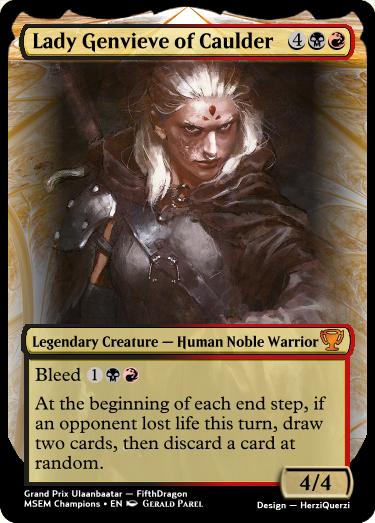 Lady Genvieve of Caulder 4
Legendary Creature — Human Noble Warrior
Bleed 1
At the beginning of each end step, if
an opponent lost life this turn, draw
two cards, then discard a card at
random.
4/4
Grand Prix Ulaanbaatar — FifthDragon
MSEM Champions • EN Gerald Parel
Design — HerziQuerzi